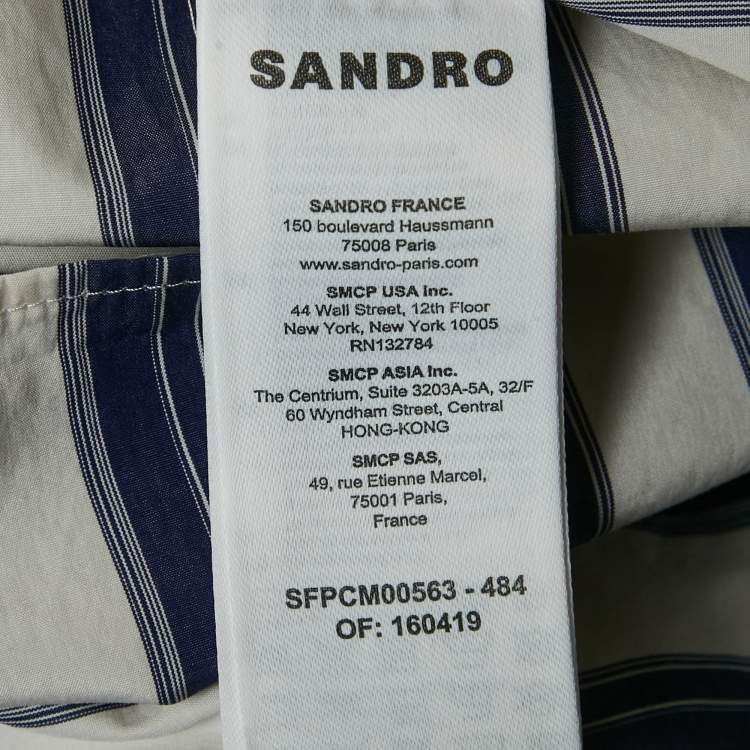 SANDRO
SANDRO FRANCE
150 boulevard Haussmann
75008 Paris
www.sandro-paris.com
SMCP USA Inc.
44 Wall Street, 12th Floor
New York, New York 10005
RN132784
SMCP ASIA Inc.
The Centrium, Suite 3203A-5A, 32/F
60 Wyndham Street, Central
HONG-KONG
SMCP SAS,
49, rue Etienne Marcel,
75001 Paris,
France
SFPCM00563 - 484
OF: 160419